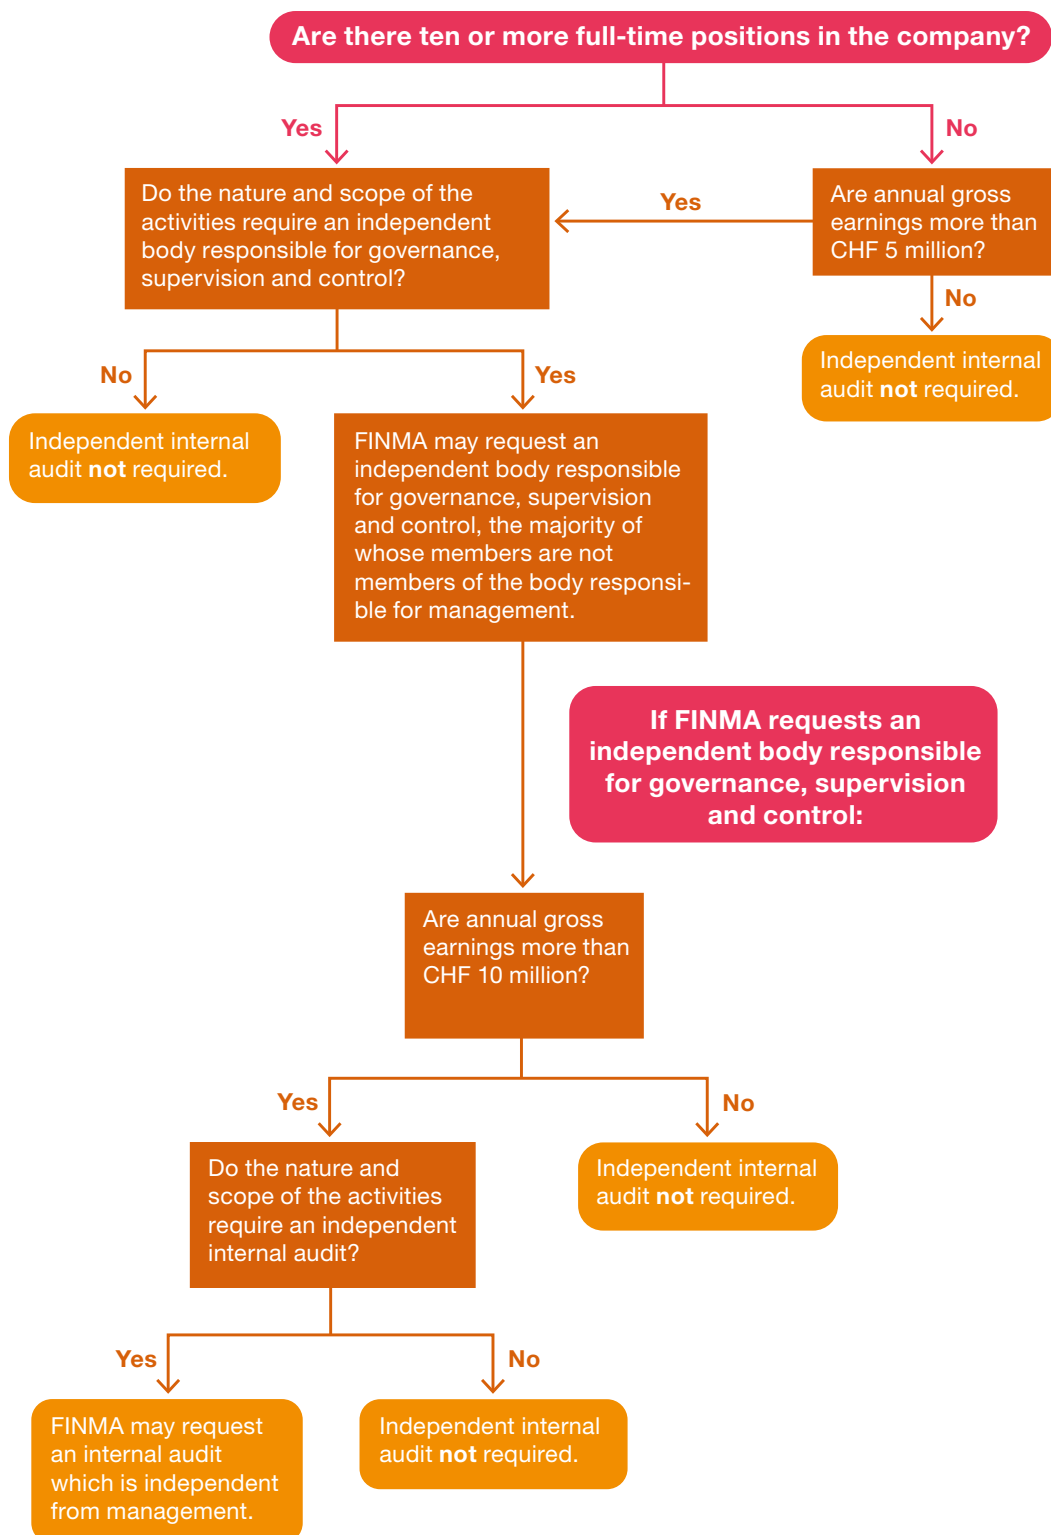 Are there ten or more full-time positions in the company?
Yes
No
Do the nature and scope of the
activities require an independent
body responsible for governance,
supervision and control?
Yes
Are annual gross
earnings more than
CHF 5 million?
No
Independent internal
audit not required.
No
Yes
Independent internal
audit not required.
FINMA may request an
independent body responsible
for governance, supervision
and control, the majority of
whose members are not
members of the body responsi-
ble for management.
If FINMA requests an
independent body responsible
for governance, supervision
and control:
Are annual gross
earnings more than
CHF 10 million?
Yes
No
Do the nature and
scope of the activities
require an independent
internal audit?
Independent internal
audit not required.
Yes
No
FINMA may request
an internal audit
which is independent
from management.
Independent internal
audit not required.